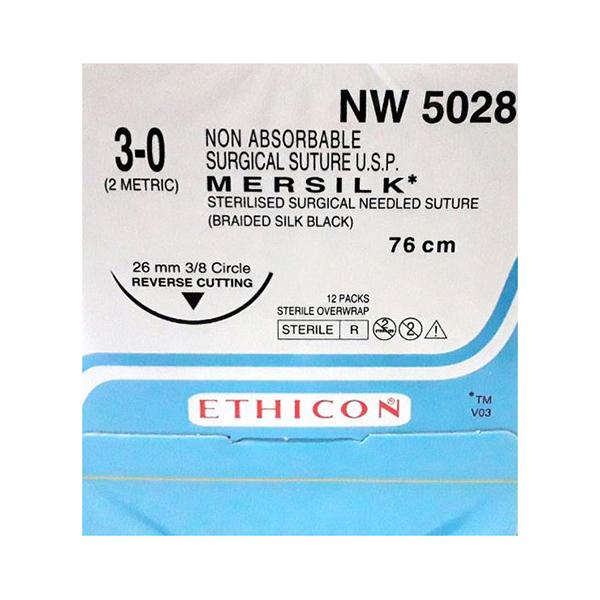 NW 5028
3-0
(2 METRIC)
NON ABSORBABLE
SURGICAL SUTURE U.S.P.
MERSILK*
STERILISED SURGICAL NEEDLED SUTURE
(BRAIDED SILK BLACK)
76 cm
26 mm 3/8 Circle
REVERSE CUTTING
12 PACKS
STERILE OVERWRAP
STERILE R
ETHICON®
*TM
V03